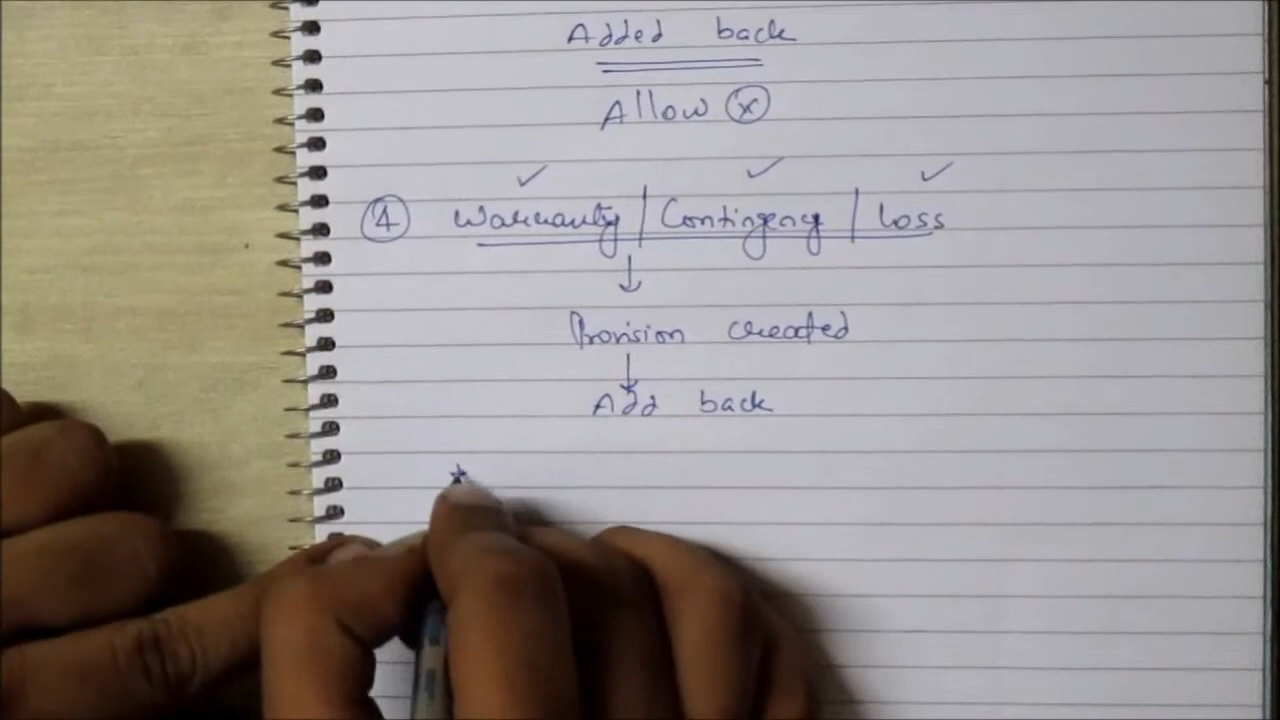 Added back
Allow ⓧ
✓ ✓ ✓
④ Warranty / Contingency / Loss
↓
Provision created
↓
Add back
*